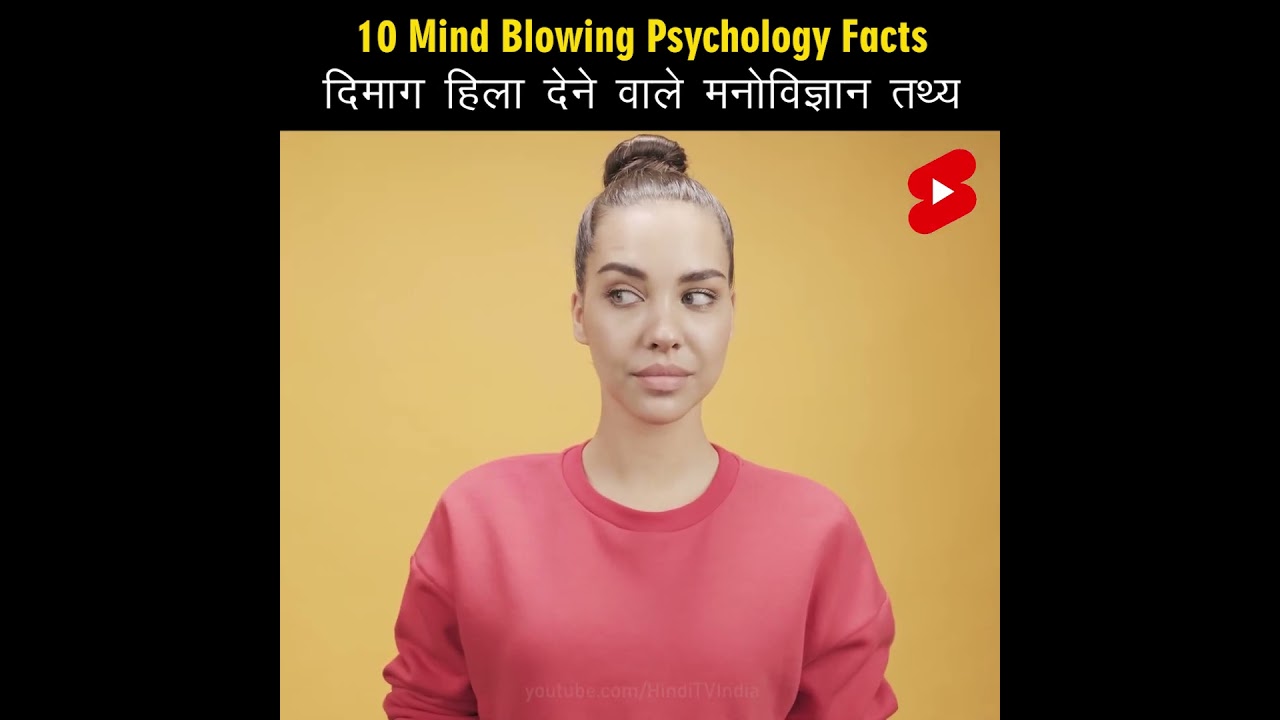 10 Mind Blowing Psychology Facts
दिमाग हिला देने वाले मनोविज्ञान तथ्य
youtube.com/HindiTVIndia